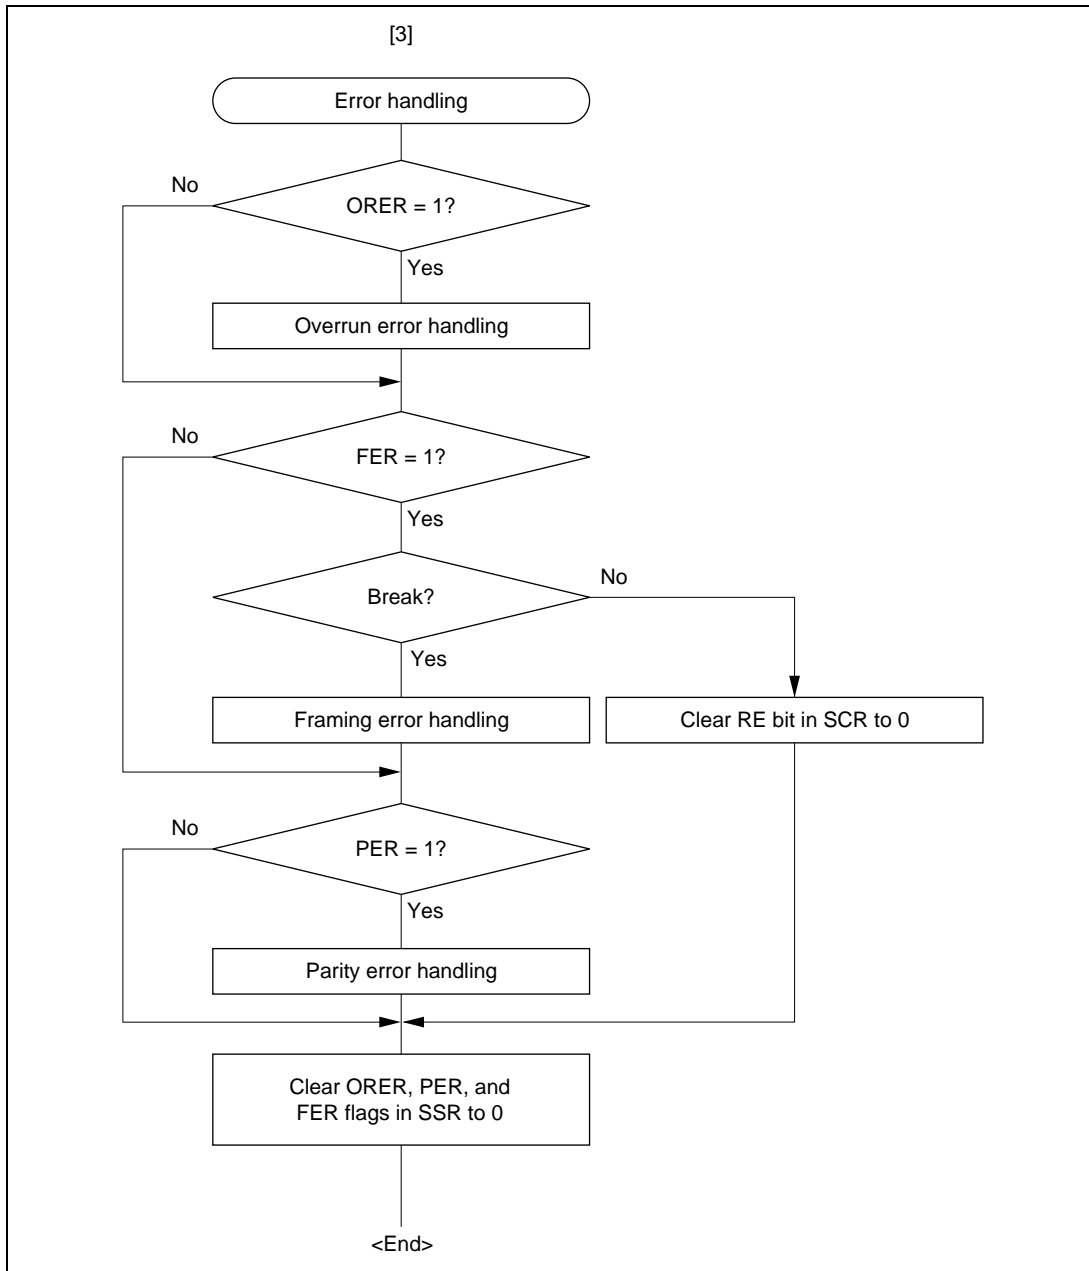 [3]
Error handling
No
ORER = 1?
Yes
Overrun error handling
No
FER = 1?
Yes
Break?
No
Yes
Framing error handling
Clear RE bit in SCR to 0
No
PER = 1?
Yes
Parity error handling
Clear ORER, PER, and
FER flags in SSR to 0
<End>